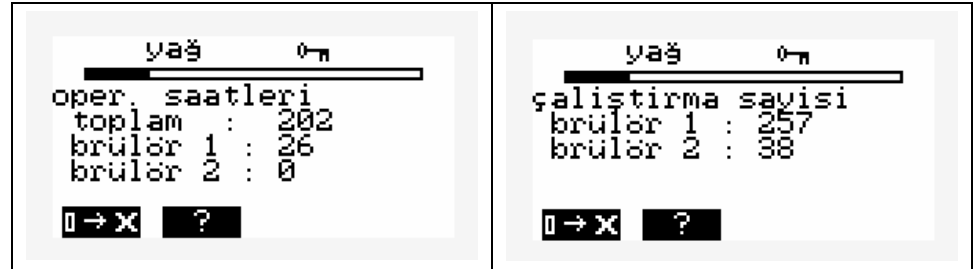 yağ
oper. saatleri
toplam : 202
brülör 1 : 26
brülör 2 : 0
→ X ?
yağ
çaliştirma sayisi
brülör 1 : 257
brülör 2 : 38
→ X ?